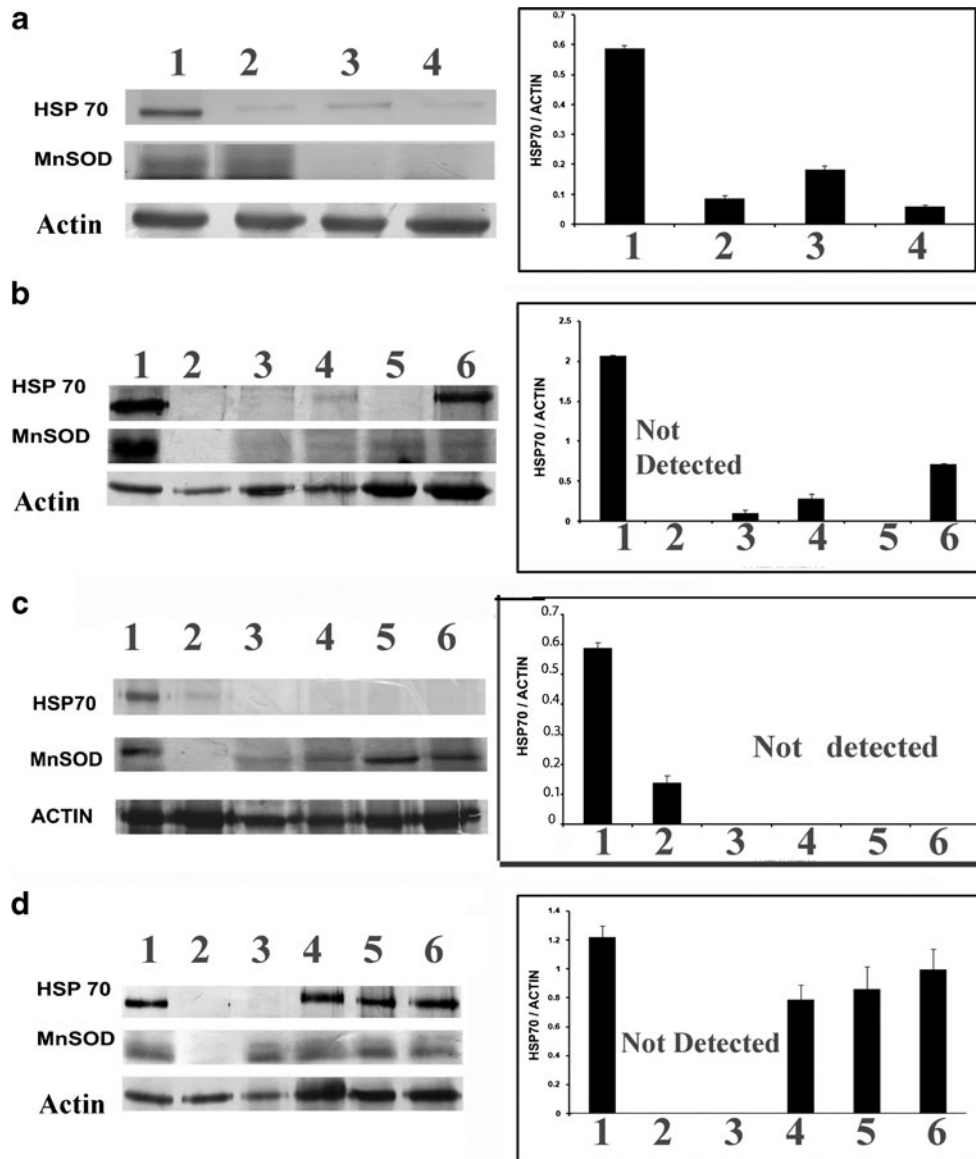 a
1 2 3 4
HSP 70
MnSOD
Actin
HSP70 / ACTIN
0.7
0.6
0.5
0.4
0.3
0.2
0.1
0
1 2 3 4
b
1 2 3 4 5 6
HSP 70
MnSOD
Actin
HSP70 / ACTIN
2.5
2
1.5
1
0.5
0
Not
Detected
1 2 3 4 5 6
c
1 2 3 4 5 6
HSP70
MnSOD
ACTIN
HSP70 / ACTIN
0.7
0.6
0.5
0.4
0.3
0.2
0.1
0
Not detected
1 2 3 4 5 6
d
1 2 3 4 5 6
HSP 70
MnSOD
Actin
HSP70 / ACTIN
1.4
1.2
1
0.8
0.6
0.4
0.2
0
Not Detected
1 2 3 4 5 6